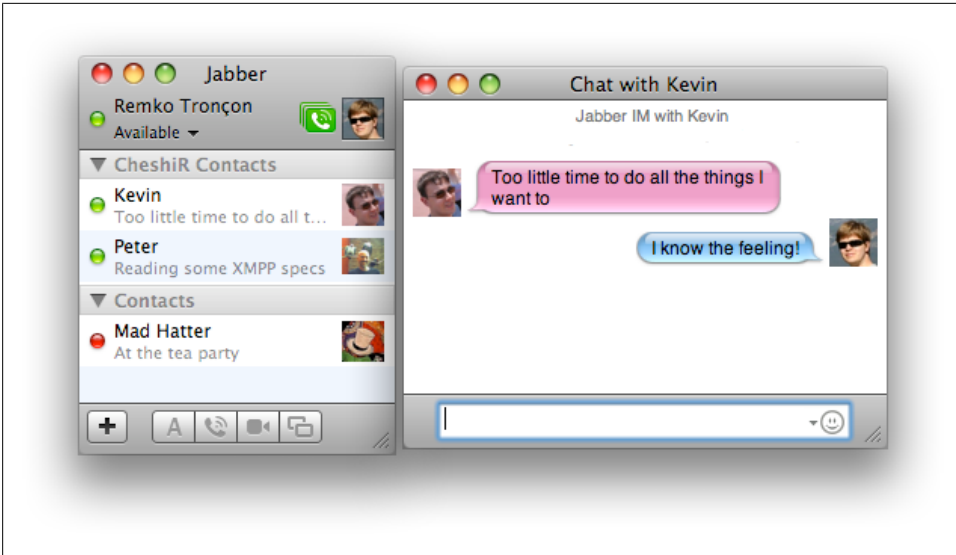 Jabber
Remko Tronçon
Available
CheshiR Contacts
Kevin
Too little time to do all t...
Peter
Reading some XMPP specs
Contacts
Mad Hatter
At the tea party
A
Chat with Kevin
Jabber IM with Kevin
Too little time to do all the things I
want to
I know the feeling!